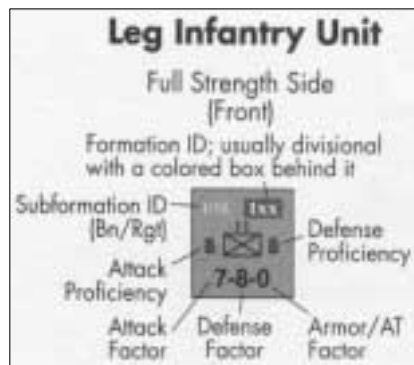 Leg Infantry Unit
Full Strength Side
(Front)
Formation ID; usually divisional
with a colored box behind it
Subformation ID
(Bn/Rgt)
8 8
Defense
Proficiency
Attack
Proficiency
7-8-0
Attack
Factor
Defense
Factor
Armor/AT
Factor